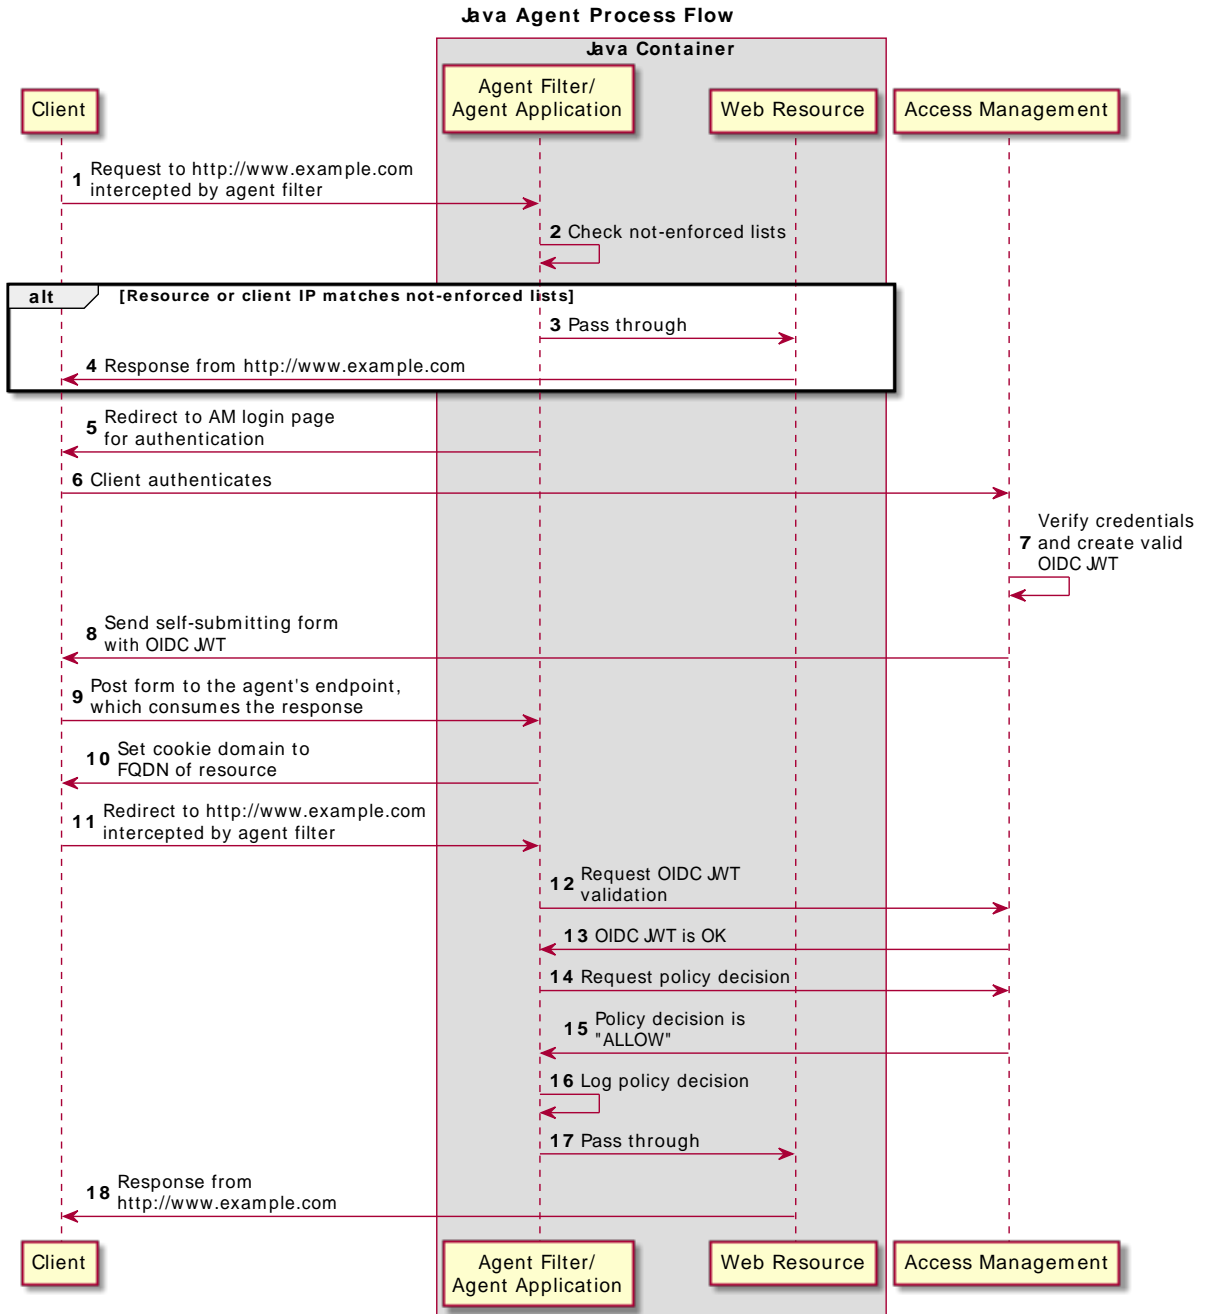 Java Agent Process Flow
Java Container
Client
Agent Filter/
Agent Application
Web Resource
Access Management
1 Request to http://www.example.com
intercepted by agent filter
2 Check not-enforced lists
alt [Resource or client IP matches not-enforced lists]
3 Pass through
4 Response from http://www.example.com
5 Redirect to AM login page
for authentication
6 Client authenticates
Verify credentials
7 and create valid
OIDC JWT
8 Send self-submitting form
with OIDC JWT
9 Post form to the agent's endpoint,
which consumes the response
10 Set cookie domain to
FQDN of resource
11 Redirect to http://www.example.com
intercepted by agent filter
12 Request OIDC JWT
validation
13 OIDC JWT is OK
14 Request policy decision
15 Policy decision is
"ALLOW"
16 Log policy decision
17 Pass through
18 Response from
http://www.example.com
Client
Agent Filter/
Agent Application
Web Resource
Access Management